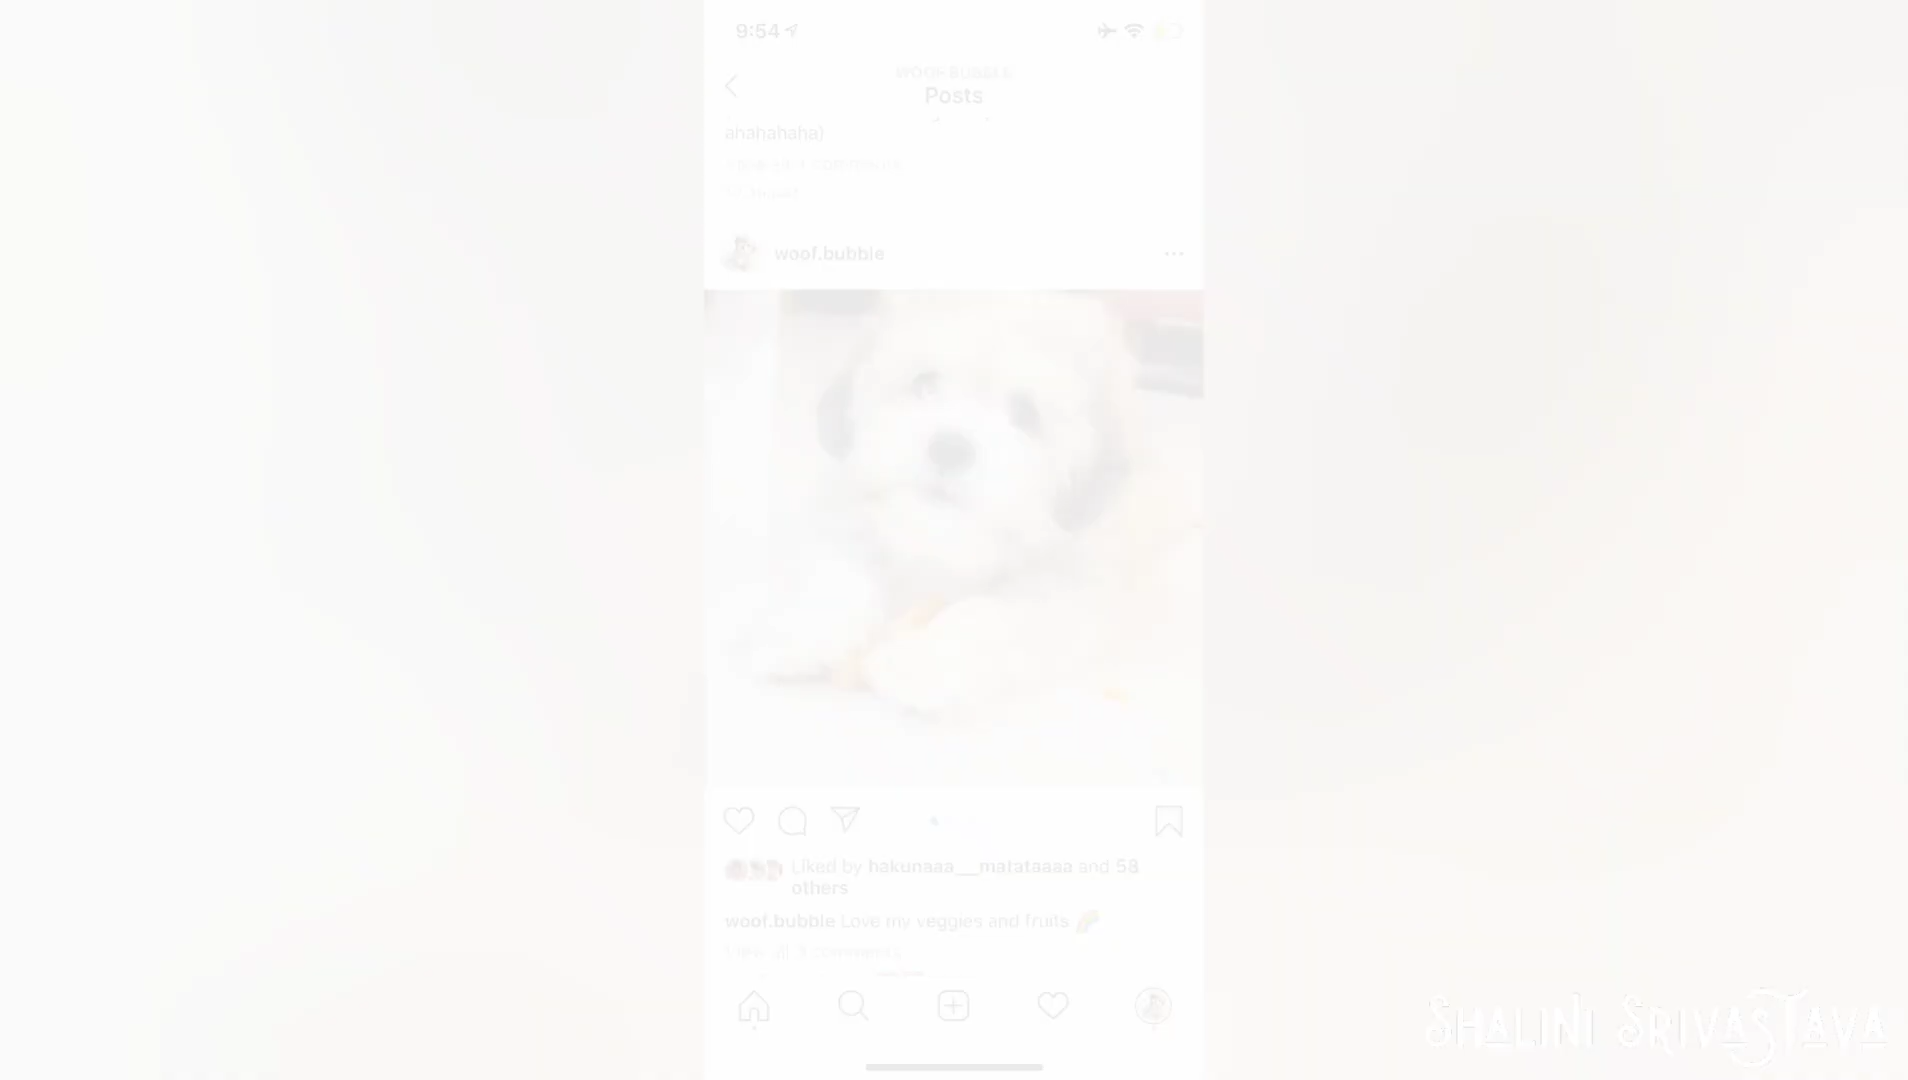 9:54
WOOF.BUBBLE
Posts
ahahahaha)
woof.bubble
Liked by hakunaaa__matataaaa and 58
others
woof.bubble Love my veggies and fruits 🌈
SHALINI SRIVASTAVA